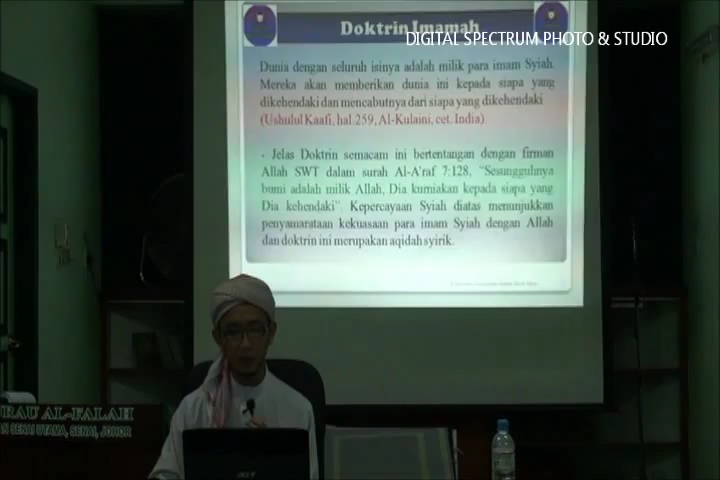 Doktrin Imamah
DIGITAL SPECTRUM PHOTO & STUDIO
Dunia dengan seluruh isinya adalah milik para imam Syiah.
Mereka akan memberikan dunia ini kepada siapa yang
dikehendaki dan mencabutnya dari siapa yang dikehendaki
(Ushulul Kaafi, hal.259, Al-Kulaini, cet. India).
- Jelas Doktrin semacam ini bertentangan dengan firman
Allah SWT dalam surah Al-A'raf 7:128, "Sesungguhnya
bumi adalah milik Allah, Dia kurniakan kepada siapa yang
Dia kehendaki". Kepercayaan Syiah diatas menunjukkan
penyamarataan kekuasaan para imam Syiah dengan Allah
dan doktrin ini merupakan aqidah syirik.
RAU AL-FALAH
N SENAI UTAMA, SENAI, JOHOR
acer